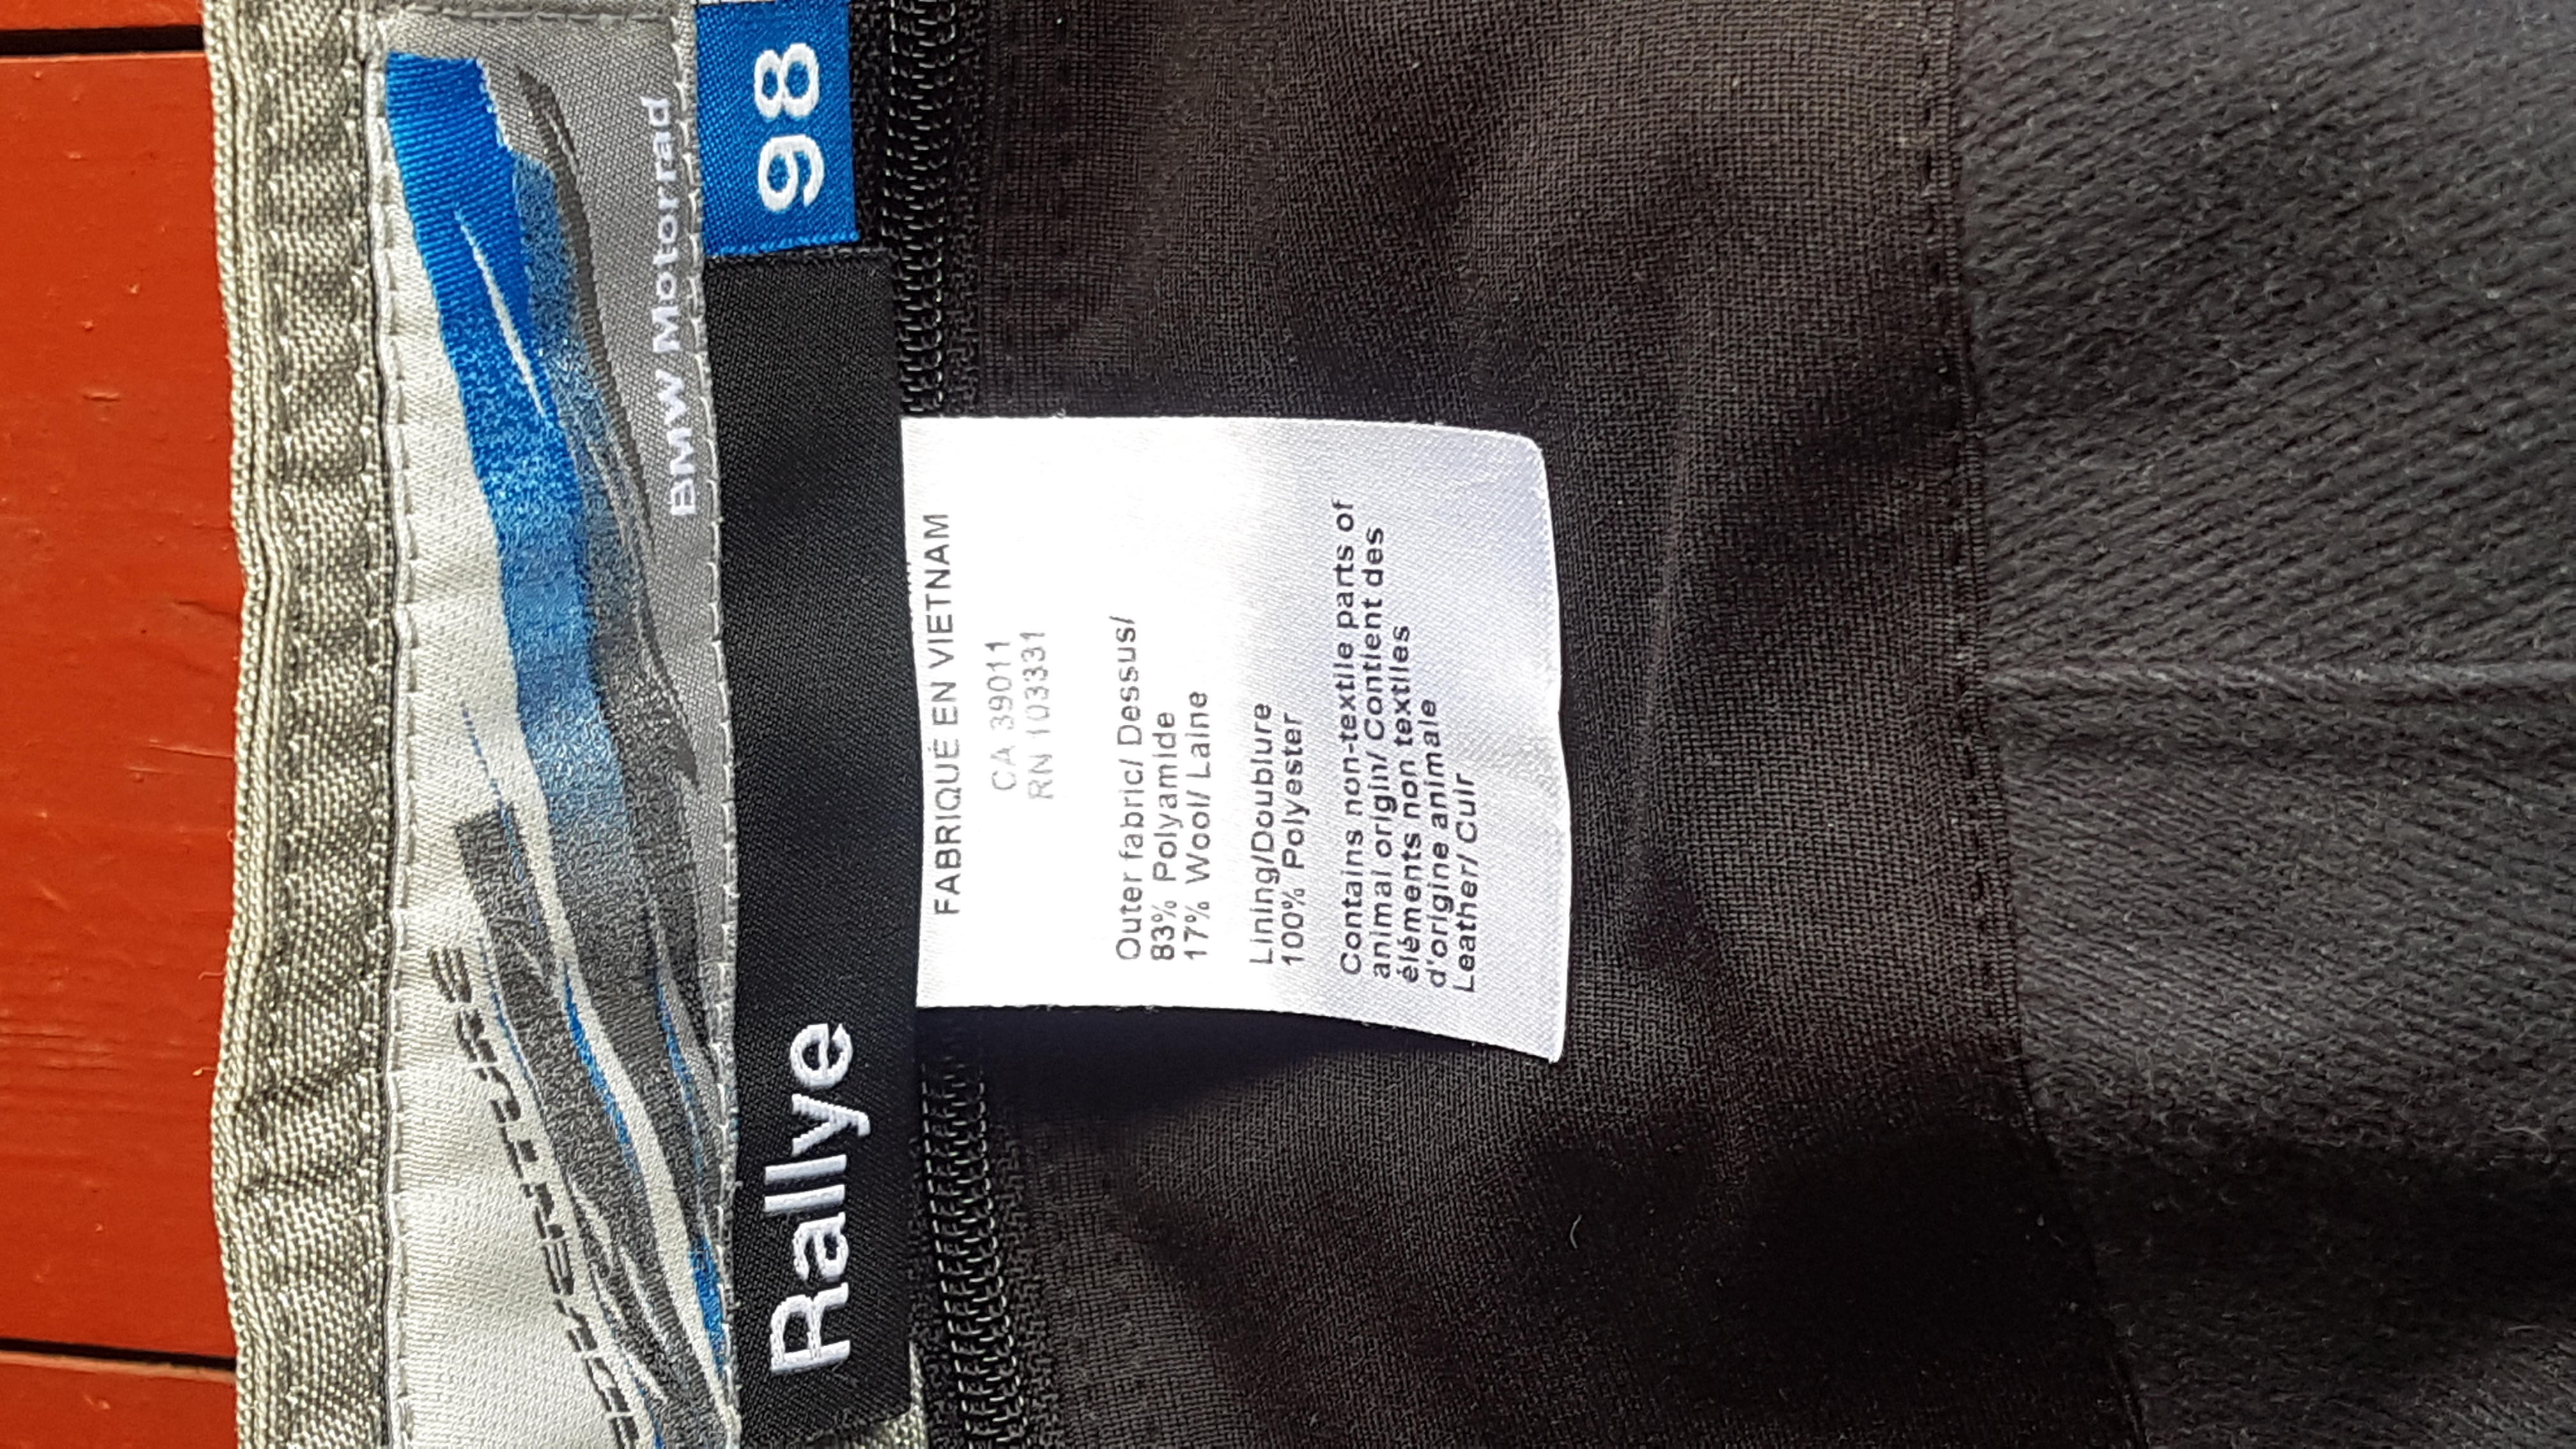 BMW Motorrad
Rallye
98
FABRIQUÉ EN VIETNAM
CA 39011
RN 103331
Outer fabric/ Dessus/
83% Polyamide
17% Wool/ Laine
Lining/Doublure
100% Polyester
Contains non-textile parts of
animal origin/ Contient des
éléments non textiles
d'origine animale
Leather/ Cuir